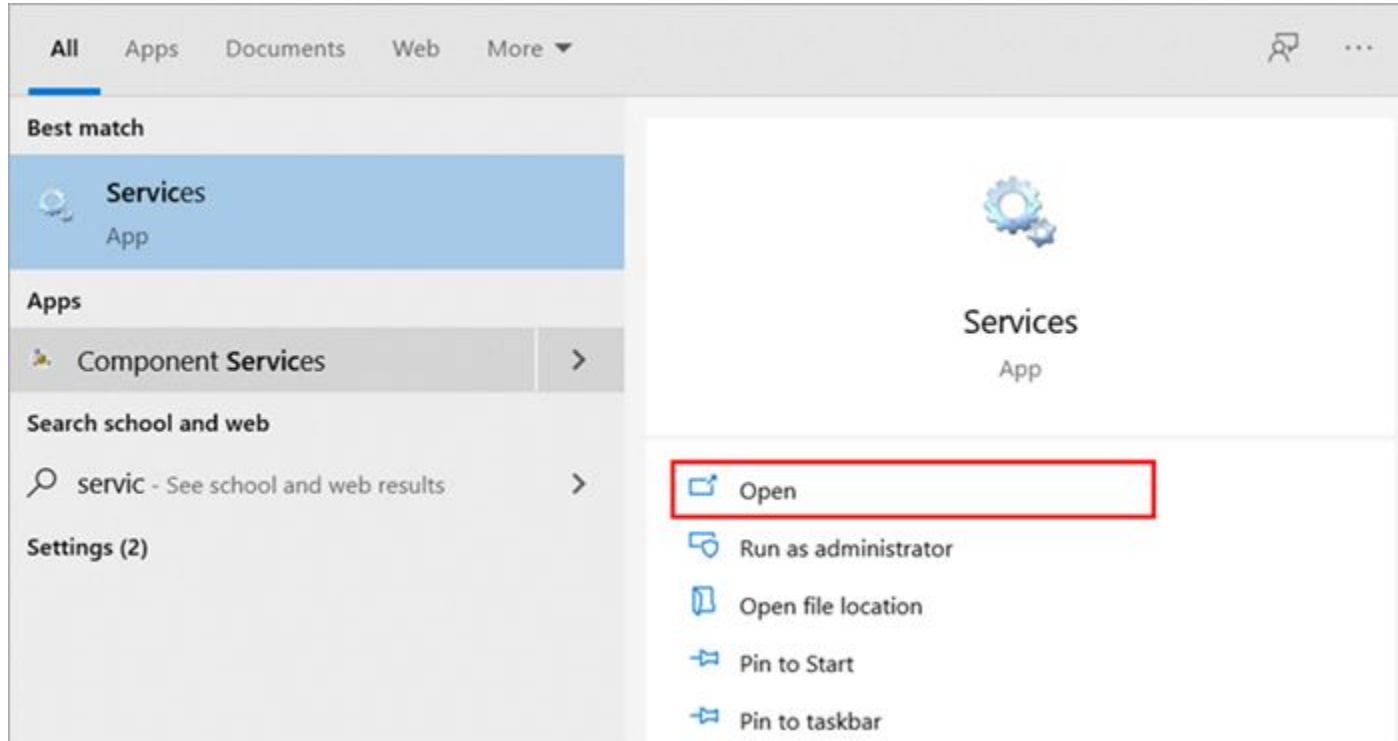 All Apps Documents Web More
Best match
Services
App
Apps
Component Services
Search school and web
servic - See school and web results
Settings (2)
Services
App
Open
Run as administrator
Open file location
Pin to Start
Pin to taskbar